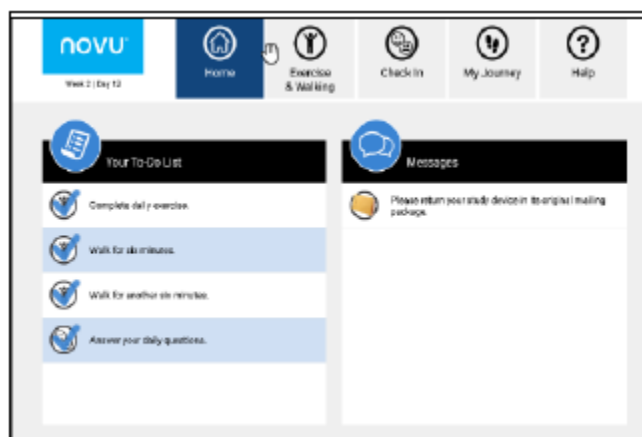 novu
Week 2 | Day 13
Home
Exercise
& Walking
Check In
My Journey
Help
Your To-Do List
Messages
Complete daily exercise.
Please return your study device in its original mailing
package.
Walk for six minutes.
Walk for another six minutes.
Answer your daily questions.